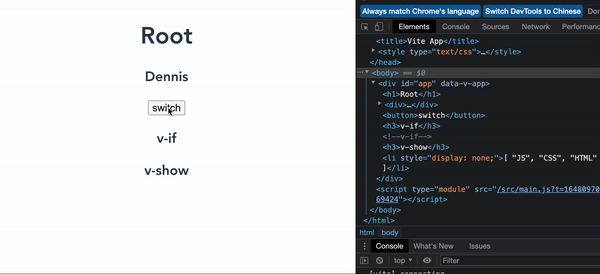 Root
Dennis
switch
v-if
v-show
Always match Chrome's language
Switch DevTools to Chinese
Elements
Console
Sources
Network
<title>Vite App</title>
<style type="text/css">…</style>
</head>
<body> == $0
<div id="app" data-v-app>
<h1>Root</h1>
<div>…</div>
<button>switch</button>
<h3>v-if</h3>
<!--v-if-->
<h3>v-show</h3>
<li style="display: none;">[ "JS", "CSS", "HTML"
]</li>
</div>
<script type="module" src="/src/main.js?t=16480970
69424"></script>
</body>
</html>
html body
Console What's New Issues
top Filter